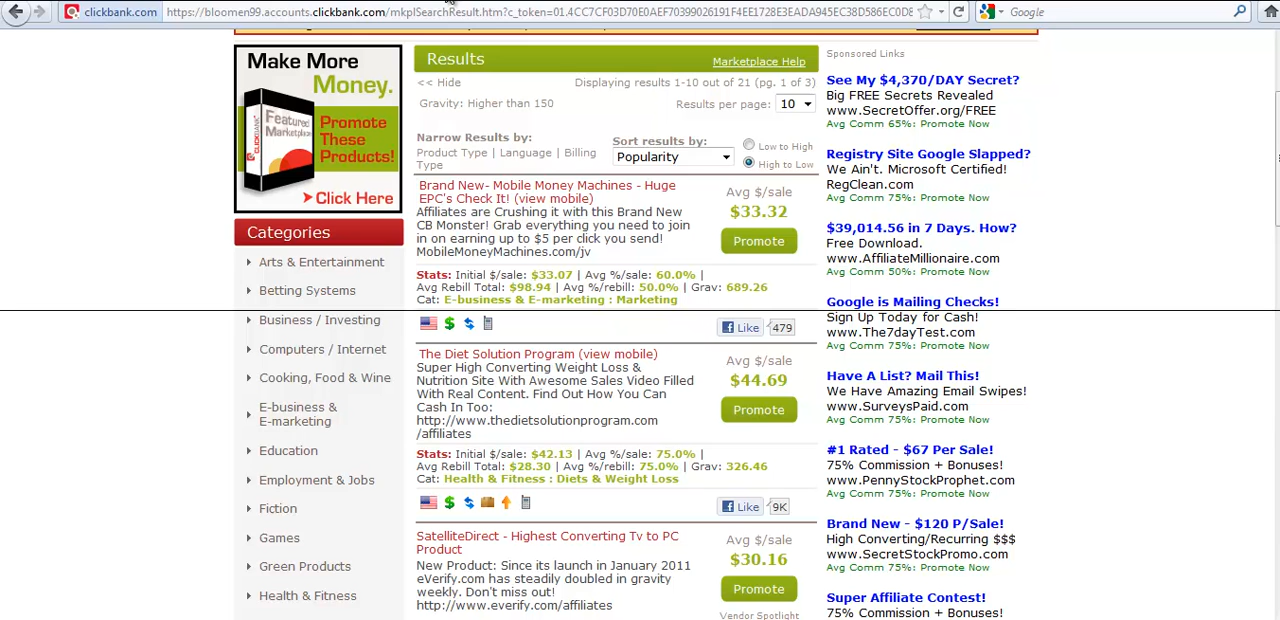 clickbank.com
https://bloomen99.accounts.clickbank.com/mkplSearchResult.htm?c_token=01.4CC7CF03D70E0AEF70399026191F4EE1728E3EADA945EC38D586EC0D8
Google
Make More
Money.
Featured
Marketplace
CLICKBANK
Promote
These
Products!
Click Here
Categories
Arts & Entertainment
Betting Systems
Business / Investing
Computers / Internet
Cooking, Food & Wine
E-business &
E-marketing
Education
Employment & Jobs
Fiction
Games
Green Products
Health & Fitness
Results
Marketplace Help
<< Hide
Displaying results 1-10 out of 21 (pg. 1 of 3)
Gravity: Higher than 150
Results per page: 10
Narrow Results by:
Product Type | Language | Billing
Type
Sort results by:
Popularity
Low to High
High to Low
Brand New- Mobile Money Machines - Huge
EPC's Check It! (view mobile)
Affiliates are Crushing it with this Brand New
CB Monster! Grab everything you need to join
in on earning up to $5 per click you send!
MobileMoneyMachines.com/jv
Avg $/sale
$33.32
Promote
Stats: Initial $/sale: $33.07 | Avg %/sale: 60.0% |
Avg Rebill Total: $98.94 | Avg %/rebill: 50.0% | Grav: 689.26
Cat: E-business & E-marketing : Marketing
$
Like
479
The Diet Solution Program (view mobile)
Super High Converting Weight Loss &
Nutrition Site With Awesome Sales Video Filled
With Real Content. Find Out How You Can
Cash In Too:
http://www.thedietsolutionprogram.com
/affiliates
Avg $/sale
$44.69
Promote
Stats: Initial $/sale: $42.13 | Avg %/sale: 75.0% |
Avg Rebill Total: $28.30 | Avg %/rebill: 75.0% | Grav: 326.46
Cat: Health & Fitness : Diets & Weight Loss
$
Like
9K
SatelliteDirect - Highest Converting Tv to PC
Product
New Product: Since its launch in January 2011
eVerify.com has steadily doubled in gravity
weekly. Don't miss out!
http://www.everify.com/affiliates
Avg $/sale
$30.16
Promote
Vendor Spotlight
Sponsored Links
See My $4,370/DAY Secret?
Big FREE Secrets Revealed
www.SecretOffer.org/FREE
Avg Comm 65%: Promote Now
Registry Site Google Slapped?
We Ain't. Microsoft Certified!
RegClean.com
Avg Comm 75%: Promote Now
$39,014.56 in 7 Days. How?
Free Download.
www.AffiliateMillionaire.com
Avg Comm 50%: Promote Now
Google is Mailing Checks!
Sign Up Today for Cash!
www.The7dayTest.com
Avg Comm 75%: Promote Now
Have A List? Mail This!
We Have Amazing Email Swipes!
www.SurveysPaid.com
Avg Comm 75%: Promote Now
#1 Rated - $67 Per Sale!
75% Commission + Bonuses!
www.PennyStockProphet.com
Avg Comm 75%: Promote Now
Brand New - $120 P/Sale!
High Converting/Recurring $$$
www.SecretStockPromo.com
Avg Comm 75%: Promote Now
Super Affiliate Contest!
75% Commission + Bonuses!